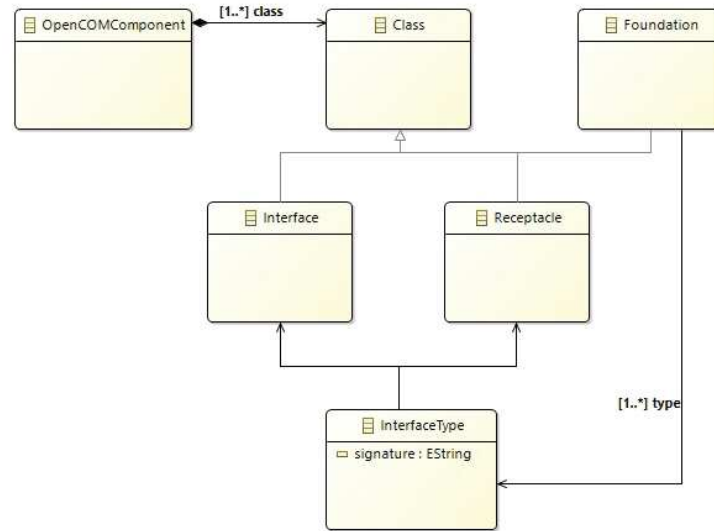 [1..*] class
OpenCOMComponent
Class
Foundation
Interface
Receptacle
[1..*] type
InterfaceType
signature : EString